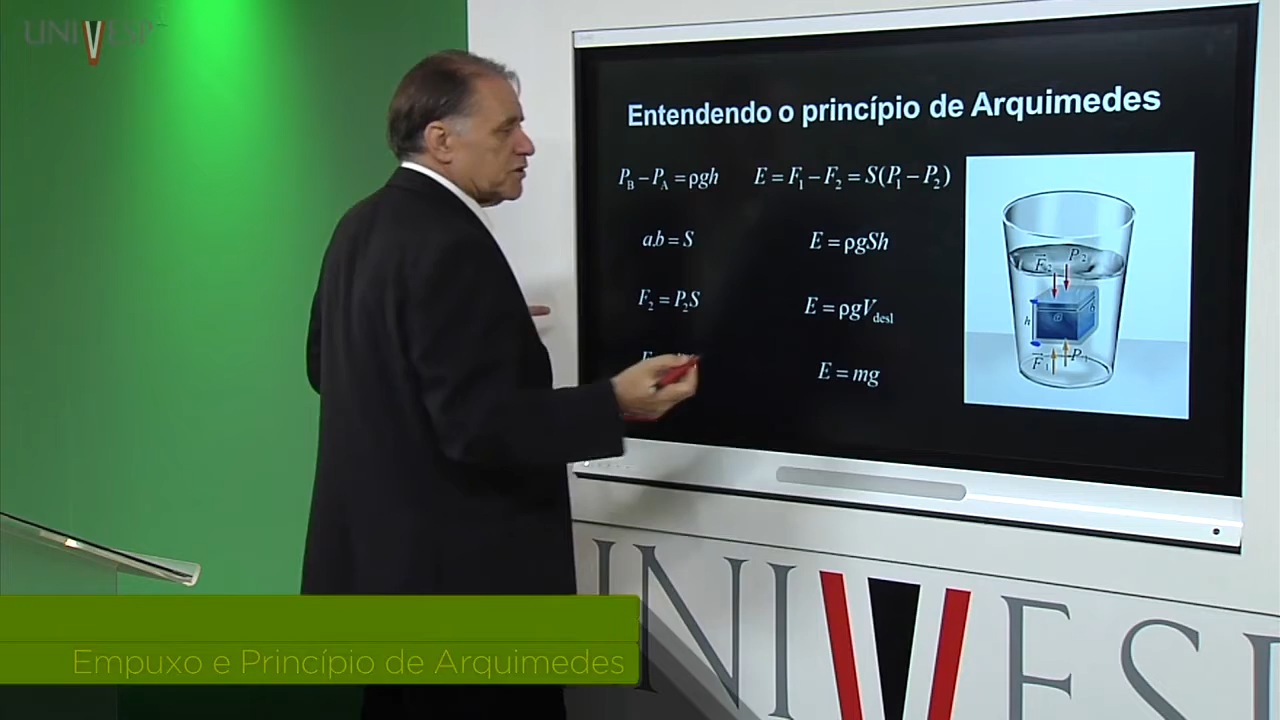 UNIVESP
Entendendo o princípio de Arquimedes
P_B – P_A = ρgh
E = F_1 – F_2 = S(P_1 – P_2)
a.b = S
E = ρgSh
F_2 = P_2S
E = ρgV_desl
E = mg
F_2
P_2
h
a
b
F_1
P_1
UNIVESP
Empuxo e Princípio de Arquimedes